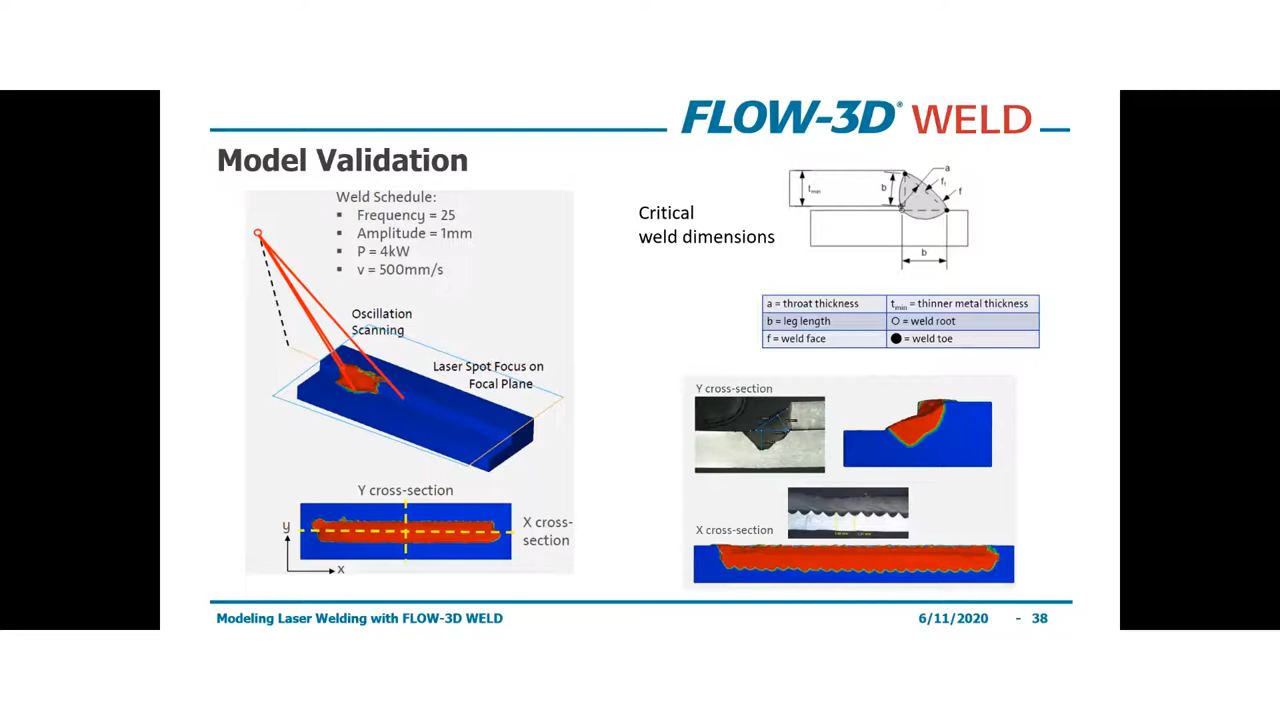 FLOW-3D® WELD
Model Validation
Weld Schedule:
▪ Frequency = 25
▪ Amplitude = 1mm
▪ P = 4kW
▪ v = 500mm/s
Oscillation
Scanning
Laser Spot Focus on
Focal Plane
Y cross-section
X cross-
section
y
x
Critical
weld dimensions
a
f₁
f
b
tmin
b
a = throat thickness
tmin = thinner metal thickness
b = leg length
O = weld root
f = weld face
● = weld toe
Y cross-section
X cross-section
Modeling Laser Welding with FLOW-3D WELD
6/11/2020 - 38